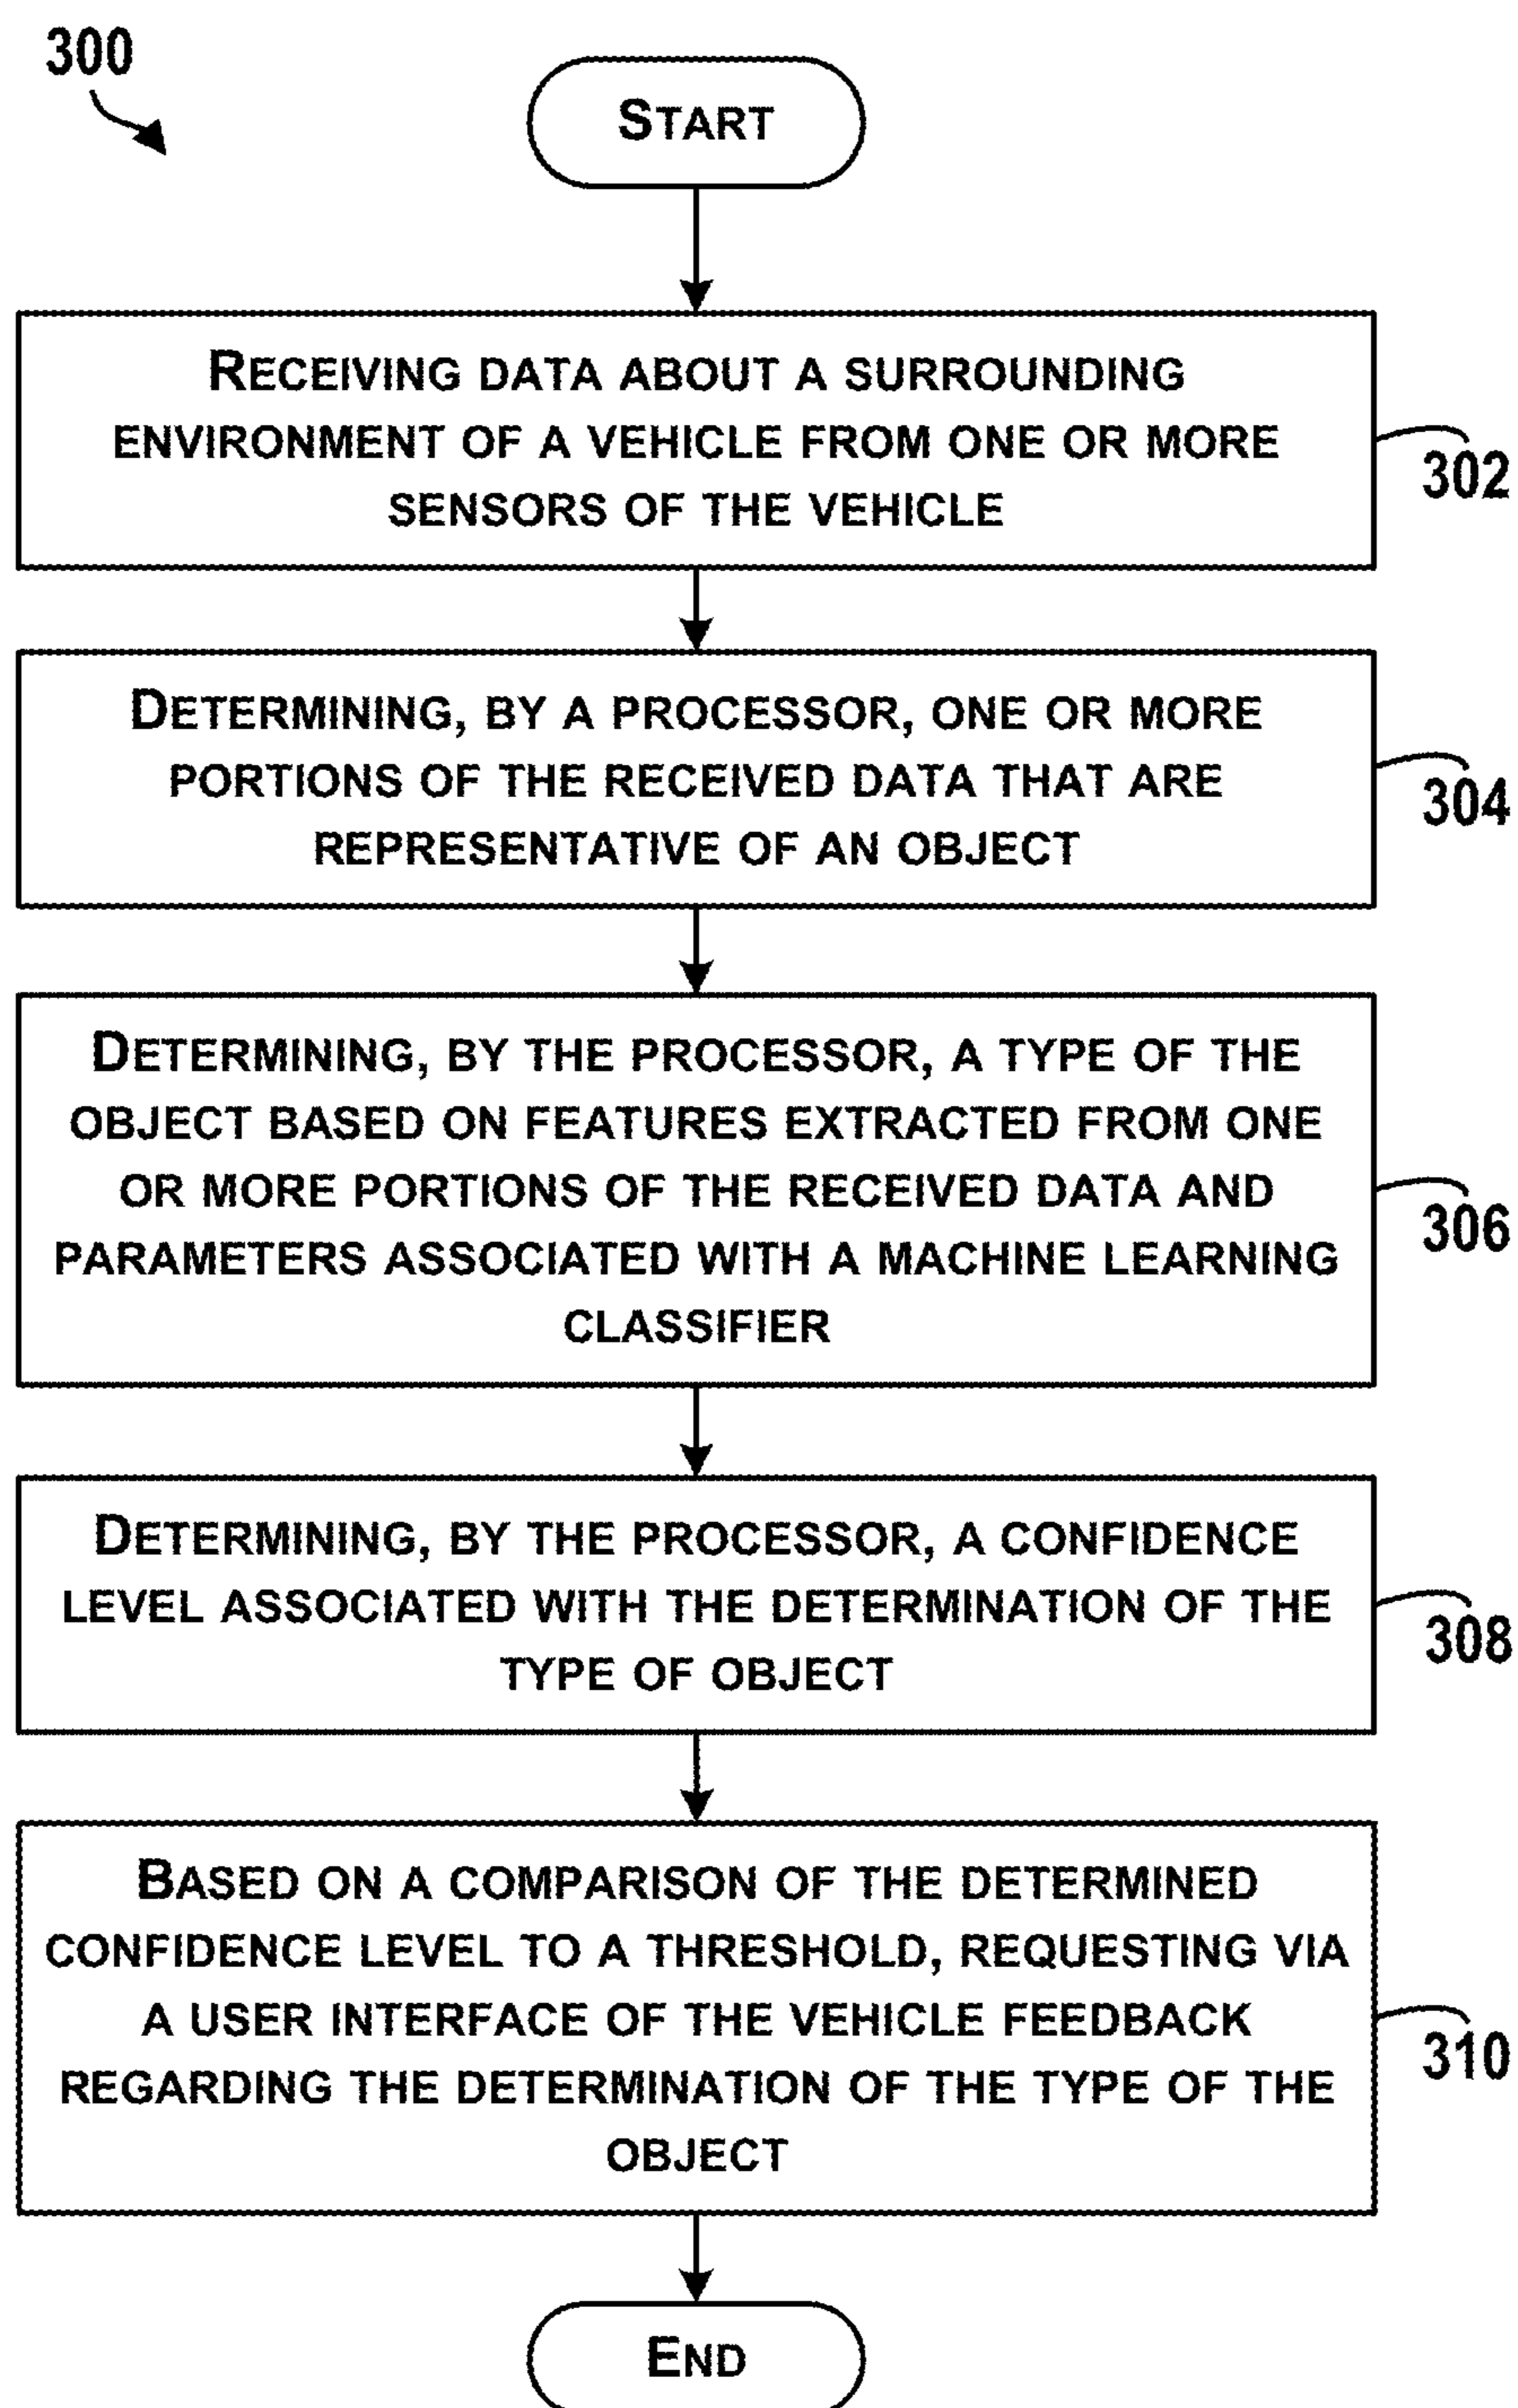 300
START
RECEIVING DATA ABOUT A SURROUNDING
ENVIRONMENT OF A VEHICLE FROM ONE OR MORE
SENSORS OF THE VEHICLE
302
DETERMINING, BY A PROCESSOR, ONE OR MORE
PORTIONS OF THE RECEIVED DATA THAT ARE
REPRESENTATIVE OF AN OBJECT
304
DETERMINING, BY THE PROCESSOR, A TYPE OF THE
OBJECT BASED ON FEATURES EXTRACTED FROM ONE
OR MORE PORTIONS OF THE RECEIVED DATA AND
PARAMETERS ASSOCIATED WITH A MACHINE LEARNING
CLASSIFIER
306
DETERMINING, BY THE PROCESSOR, A CONFIDENCE
LEVEL ASSOCIATED WITH THE DETERMINATION OF THE
TYPE OF OBJECT
308
BASED ON A COMPARISON OF THE DETERMINED
CONFIDENCE LEVEL TO A THRESHOLD, REQUESTING VIA
A USER INTERFACE OF THE VEHICLE FEEDBACK
REGARDING THE DETERMINATION OF THE TYPE OF THE
OBJECT
310
END